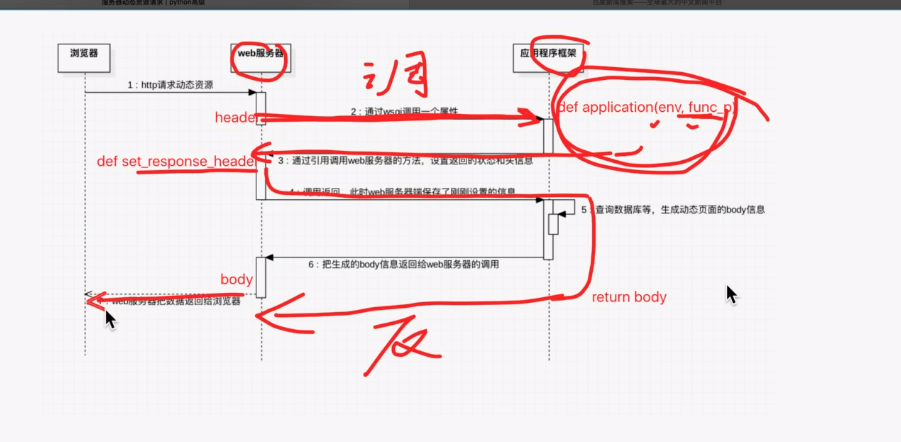 服务器动态资源请求 | python高级
浏览器
web服务器
应用程序框架
1：http请求动态资源
调
2：通过wsgi调用一个属性
header
def application(env, func_p)
def set_response_header
3：通过引用调用web服务器的方法，设置返回的状态和头信息
4：调用返回，此时web服务器端保存了刚刚设置的信息
5：查询数据库等，生成动态页面的body信息
6：把生成的body信息返回给web服务器的调用
body
web服务器把数据返回给浏览器
return body
反